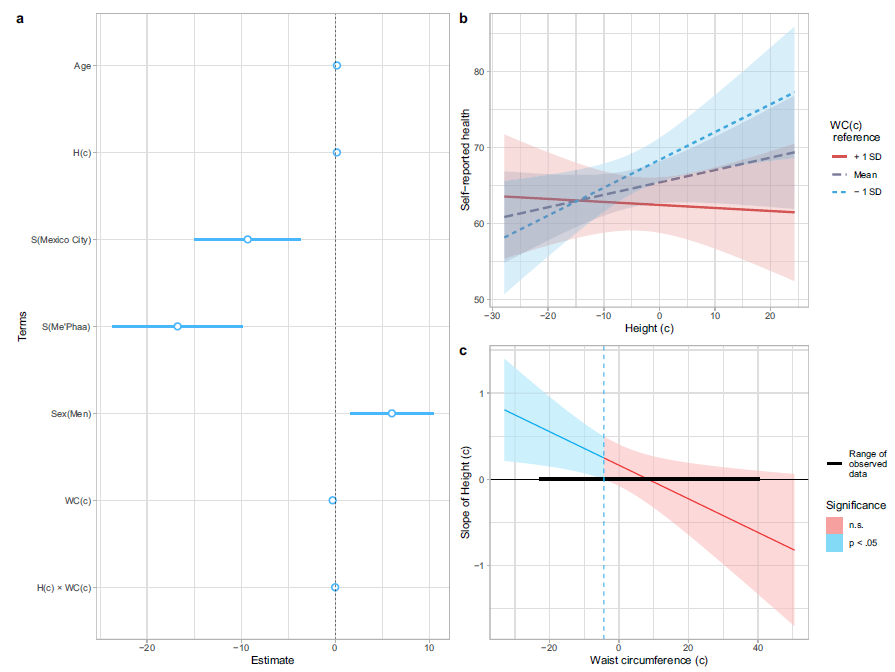 a
Terms
Age
H(c)
S(Mexico City)
S(Me'Phaa)
Sex(Men)
WC(c)
H(c) × WC(c)
−20
−10
0
10
Estimate
b
Self−reported health
80
70
60
50
−30
−20
−10
0
10
20
Height (c)
WC(c)
reference
+ 1 SD
Mean
− 1 SD
c
Slope of Height (c)
1
0
−1
−20
0
20
40
Waist circumference (c)
Range of
observed
data
Significance
n.s.
p < .05